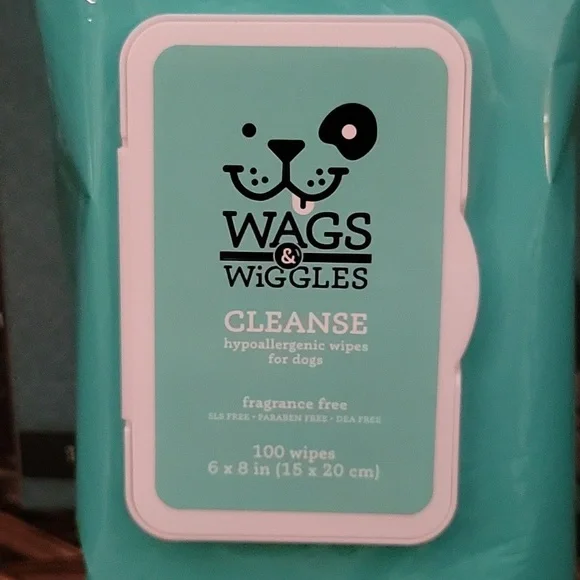 WAGS
&
WiGGLES
CLEANSE
hypoallergenic wipes
for dogs
fragrance free
SLS FREE • PARABEN FREE • DEA FREE
100 wipes
6 x 8 in (15 x 20 cm)